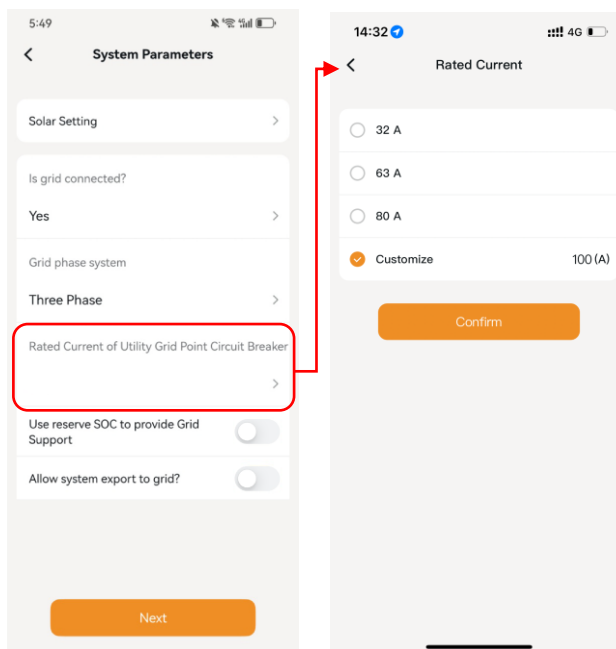 5:49
System Parameters
Solar Setting
Is grid connected?
Yes
Grid phase system
Three Phase
Rated Current of Utility Grid Point Circuit Breaker
Use reserve SOC to provide Grid
Support
Allow system export to grid?
Next
14:32
4G
Rated Current
32 A
63 A
80 A
Customize 100(A)
Confirm